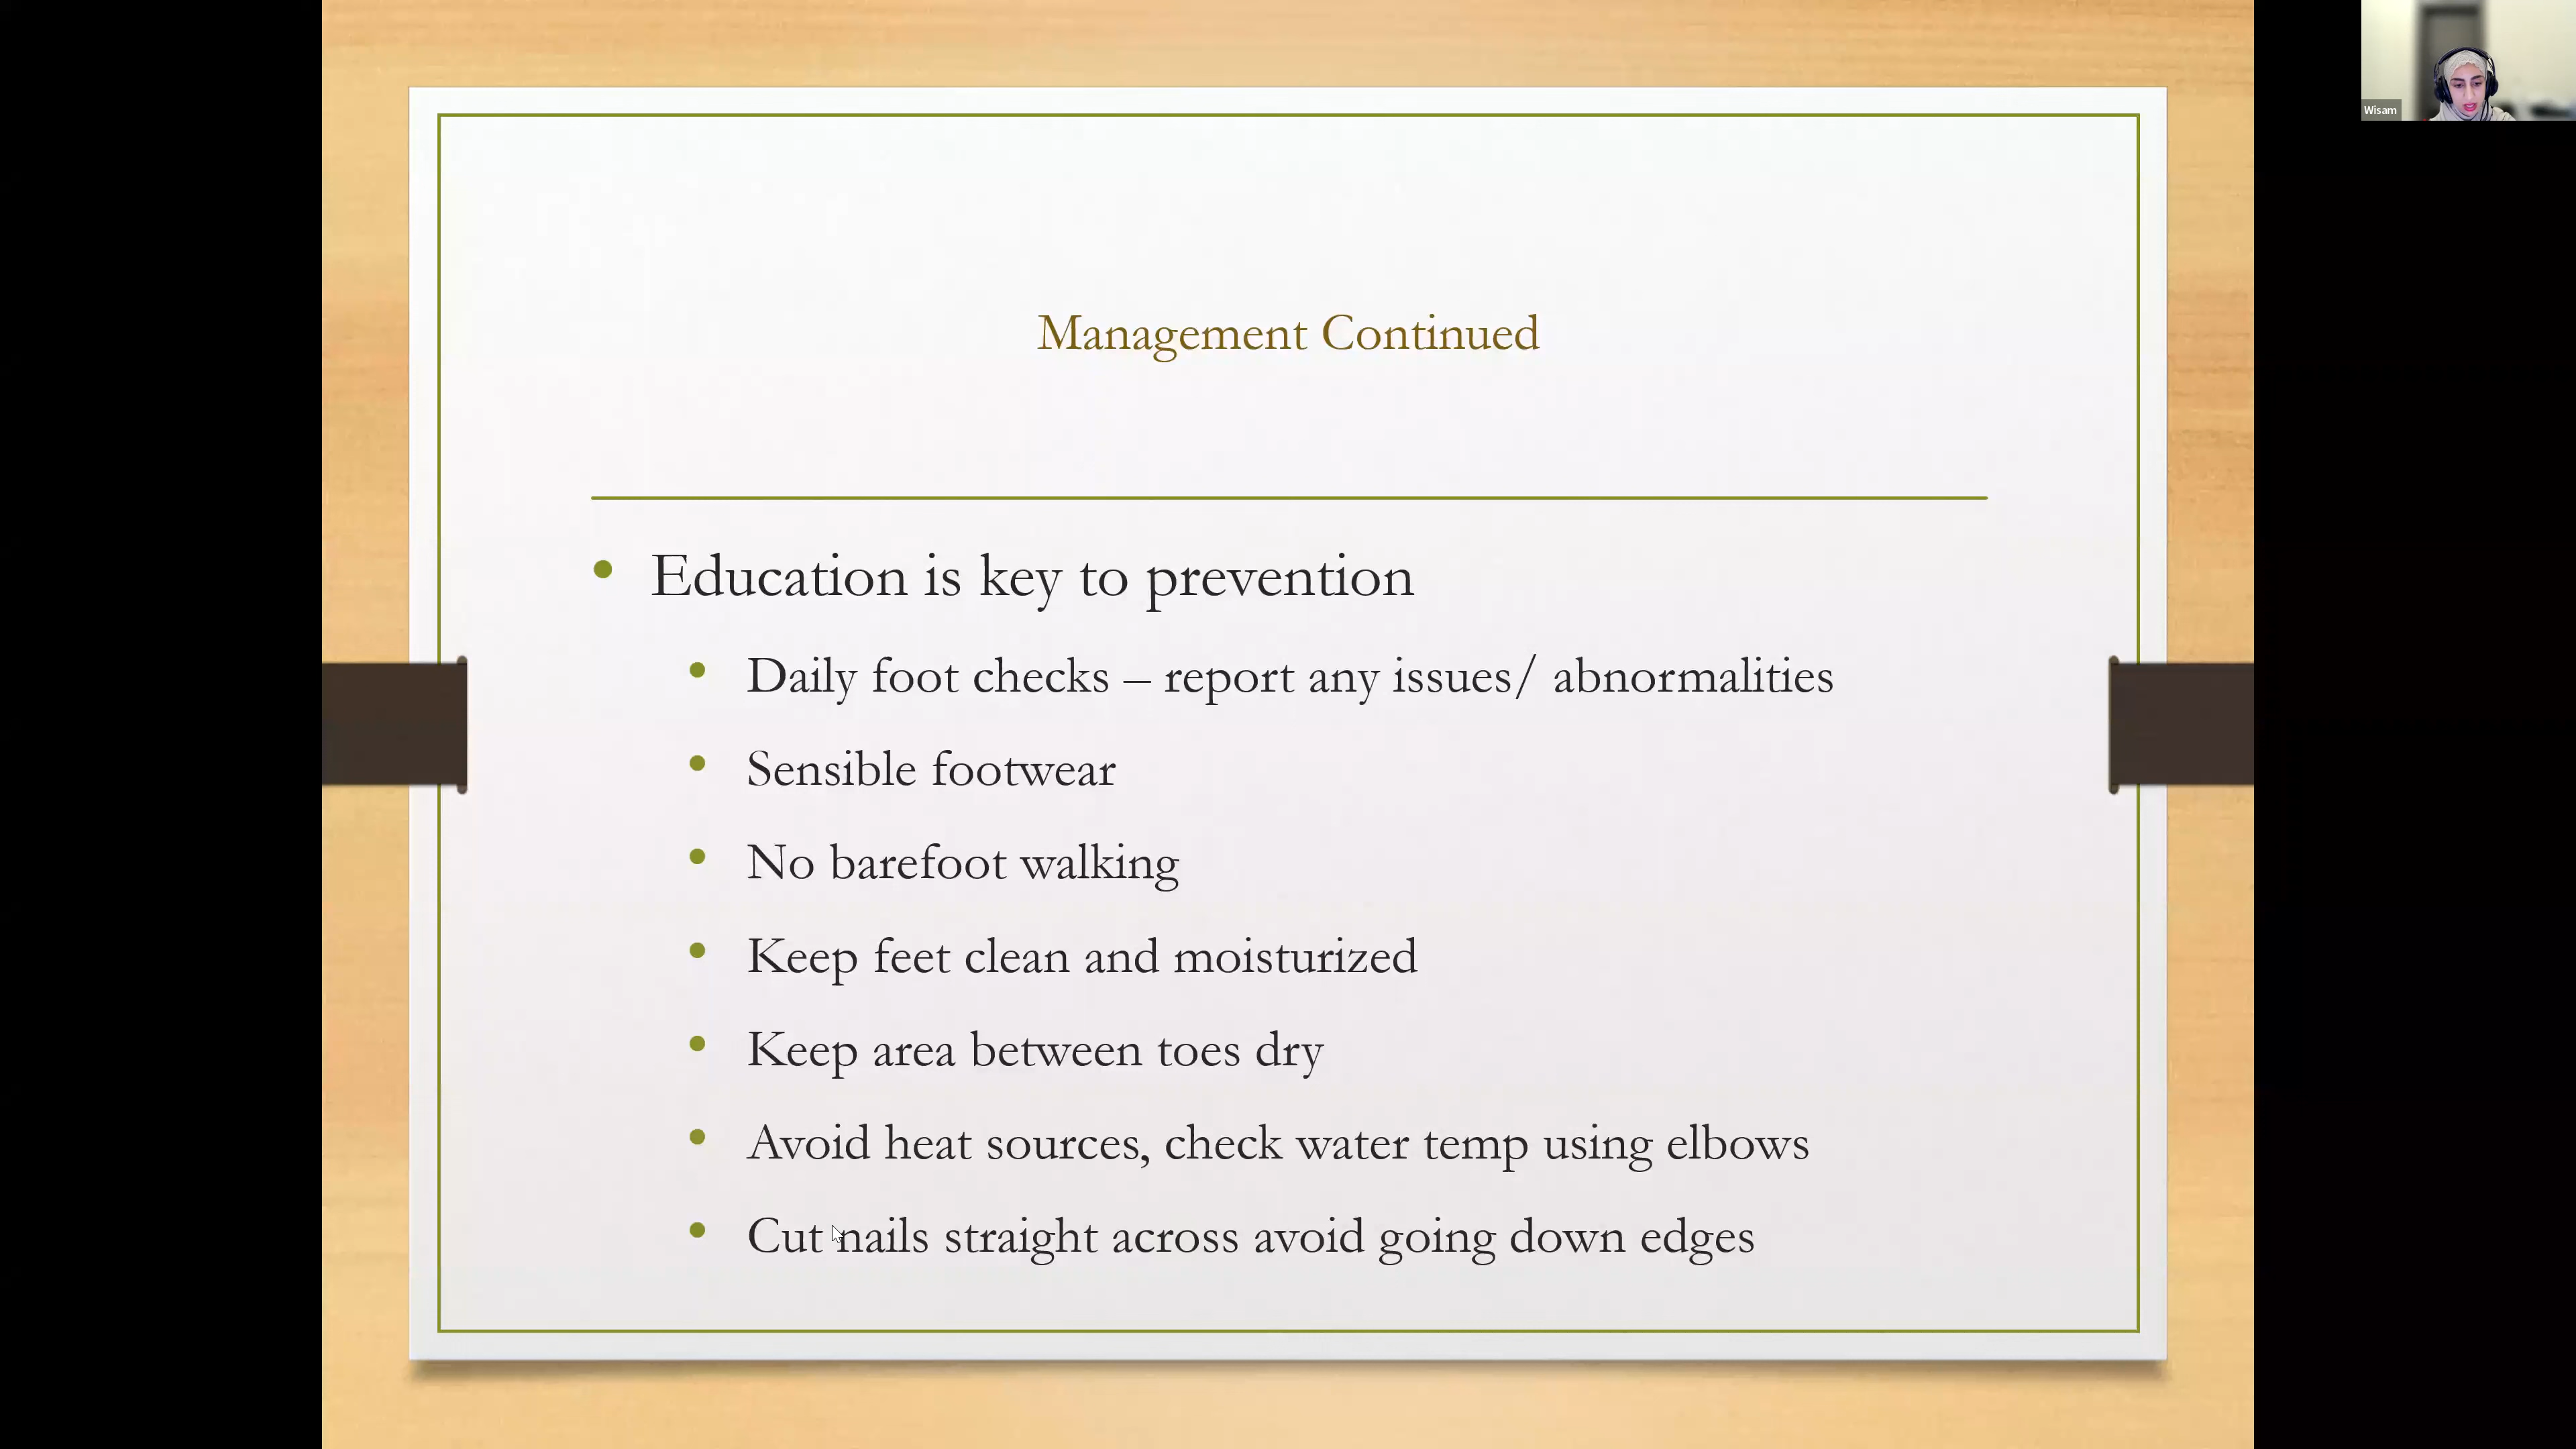 Wisam
Management Continued
• Education is key to prevention
• Daily foot checks – report any issues/ abnormalities
• Sensible footwear
• No barefoot walking
• Keep feet clean and moisturized
• Keep area between toes dry
• Avoid heat sources, check water temp using elbows
• Cut nails straight across avoid going down edges